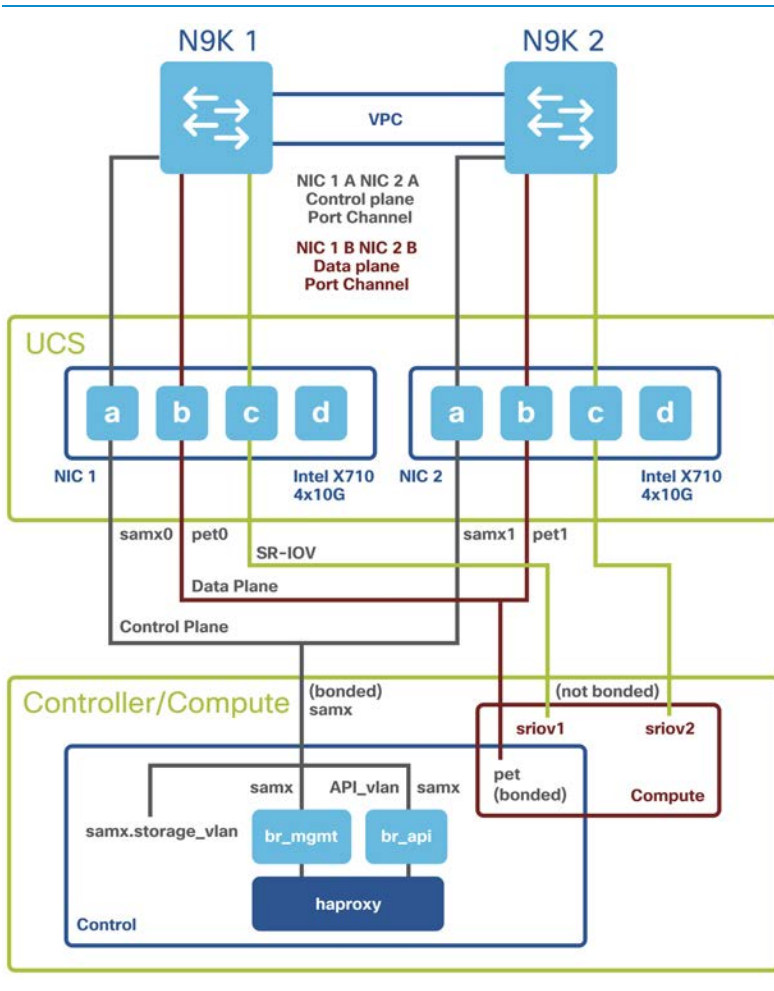 N9K 1
N9K 2
VPC
NIC 1 A NIC 2 A
Control plane
Port Channel
NIC 1 B NIC 2 B
Data plane
Port Channel
UCS
a
b
c
d
a
b
c
d
NIC 1
Intel X710
4x10G
NIC 2
Intel X710
4x10G
samx0
pet0
samx1
pet1
SR-IOV
Data Plane
Control Plane
Controller/Compute
(bonded)
samx
(not bonded)
sriov1
sriov2
pet
(bonded)
Compute
samx
API_vlan
samx
samx.storage_vlan
br_mgmt
br_api
haproxy
Control